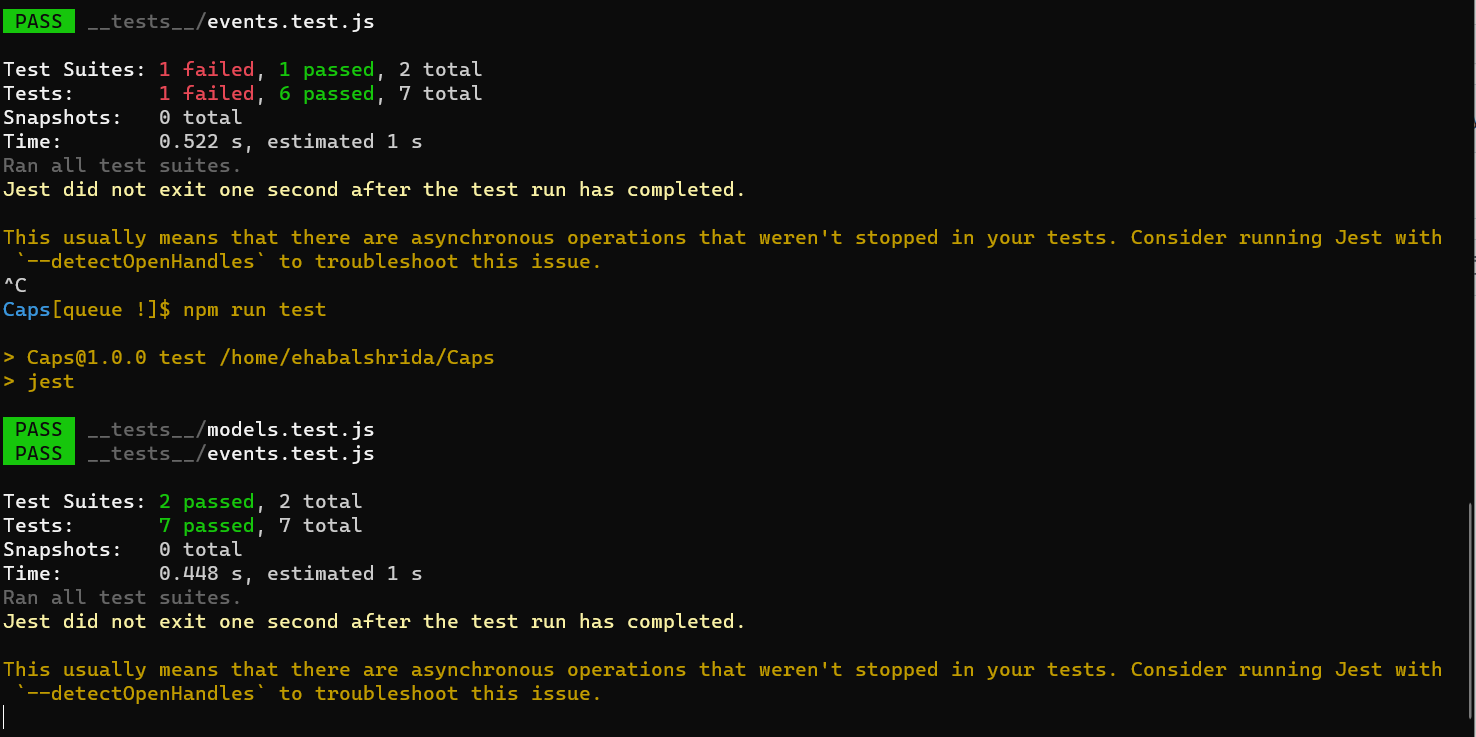 PASS __tests__/events.test.js
Test Suites: 1 failed, 1 passed, 2 total
Tests:       1 failed, 6 passed, 7 total
Snapshots:   0 total
Time:        0.522 s, estimated 1 s
Ran all test suites.
Jest did not exit one second after the test run has completed.
This usually means that there are asynchronous operations that weren't stopped in your tests. Consider running Jest with
`--detectOpenHandles` to troubleshoot this issue.
^C
Caps[queue !]$ npm run test
> Caps@1.0.0 test /home/ehabalshrida/Caps
> jest
PASS __tests__/models.test.js
PASS __tests__/events.test.js
Test Suites: 2 passed, 2 total
Tests:       7 passed, 7 total
Snapshots:   0 total
Time:        0.448 s, estimated 1 s
Ran all test suites.
Jest did not exit one second after the test run has completed.
This usually means that there are asynchronous operations that weren't stopped in your tests. Consider running Jest with
`--detectOpenHandles` to troubleshoot this issue.